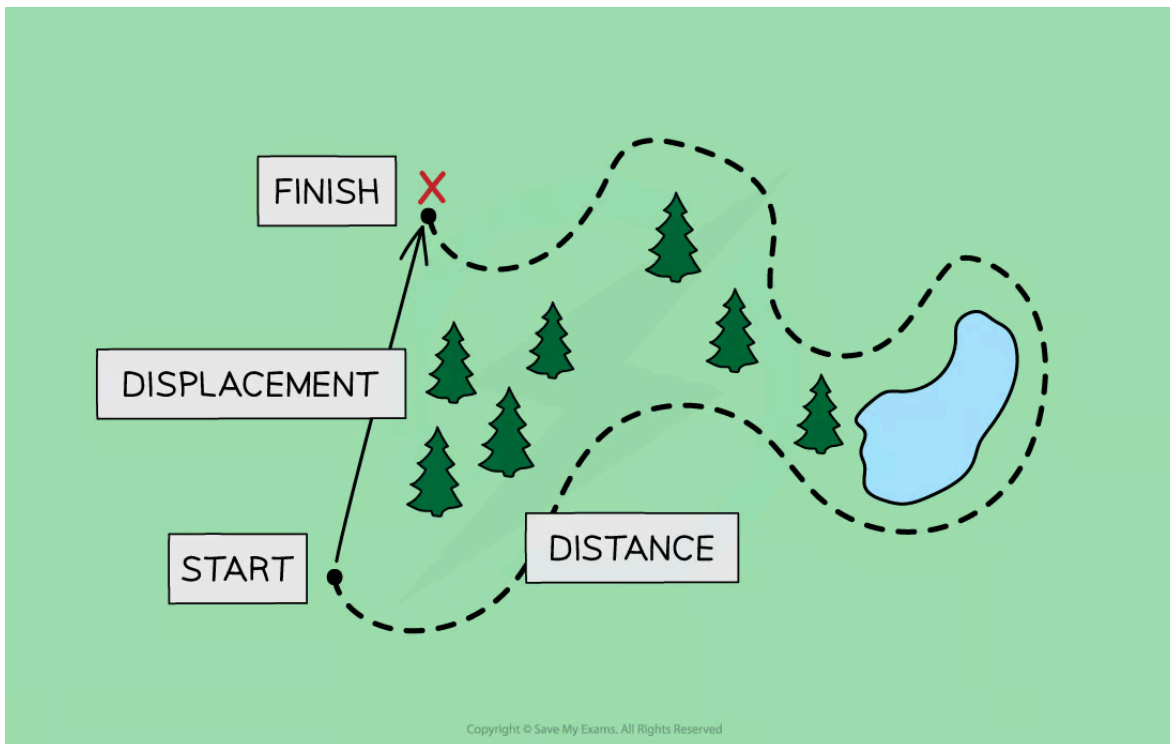 FINISH
DISPLACEMENT
START
DISTANCE
Copyright © Save My Exams. All Rights Reserved